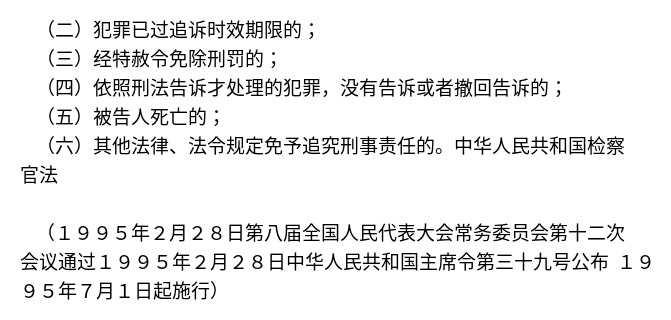 （二）犯罪已过追诉时效期限的；
（三）经特赦令免除刑罚的；
（四）依照刑法告诉才处理的犯罪，没有告诉或者撤回告诉的；
（五）被告人死亡的；
（六）其他法律、法令规定免予追究刑事责任的。中华人民共和国检察
官法
（１９９５年２月２８日第八届全国人民代表大会常务委员会第十二次
会议通过１９９５年２月２８日中华人民共和国主席令第三十九号公布 １９
９５年７月１日起施行）